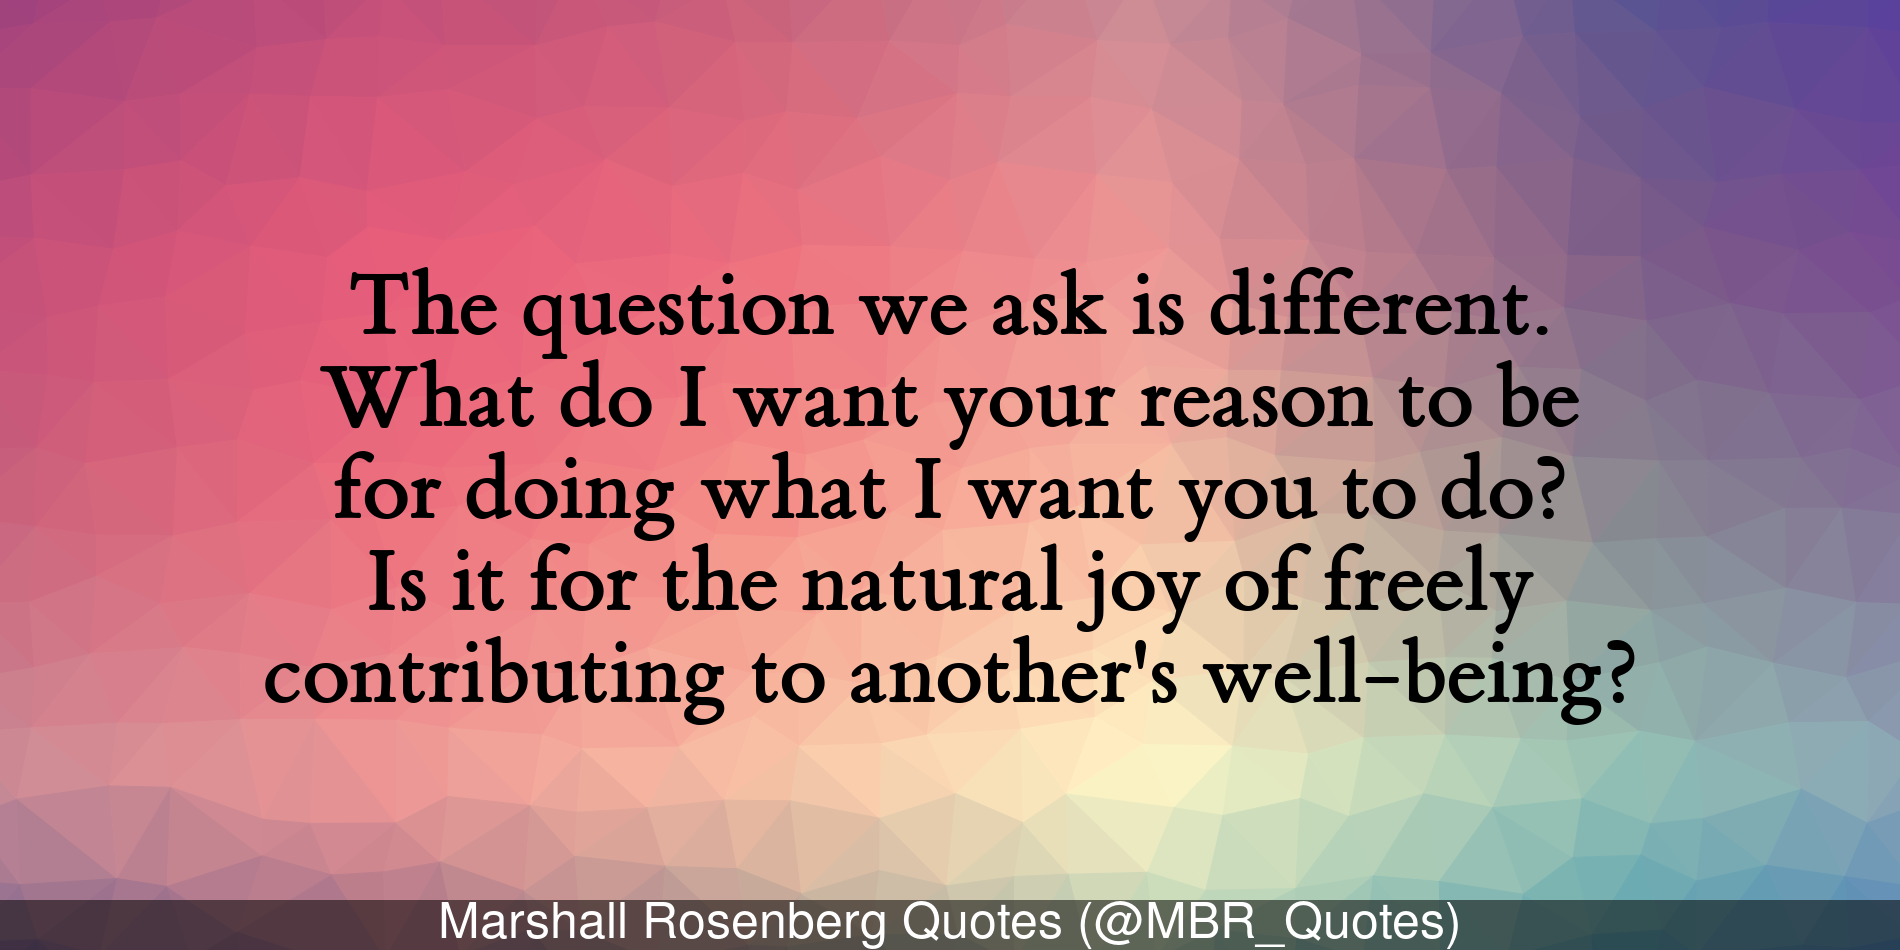 The question we ask is different.
What do I want your reason to be
for doing what I want you to do?
Is it for the natural joy of freely
contributing to another's well-being?
Marshall Rosenberg Quotes (@MBR_Quotes)